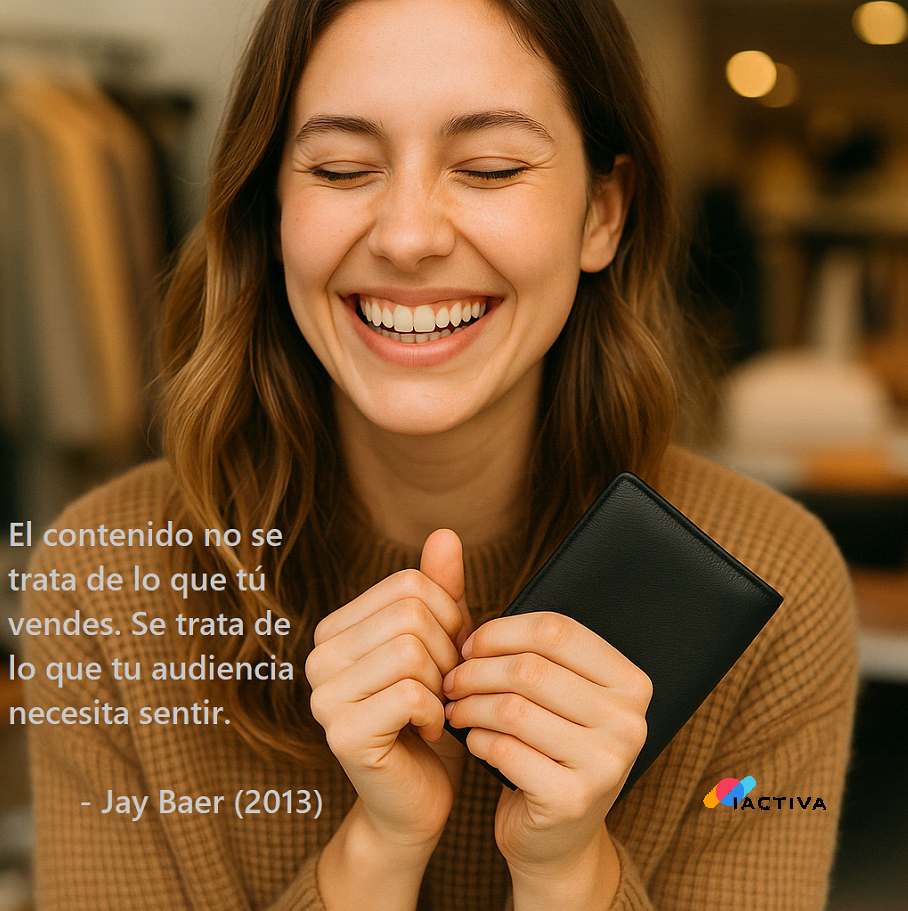 El contenido no se
trata de lo que tú
vendes. Se trata de
lo que tu audiencia
necesita sentir.
- Jay Baer (2013)
IACTIVA